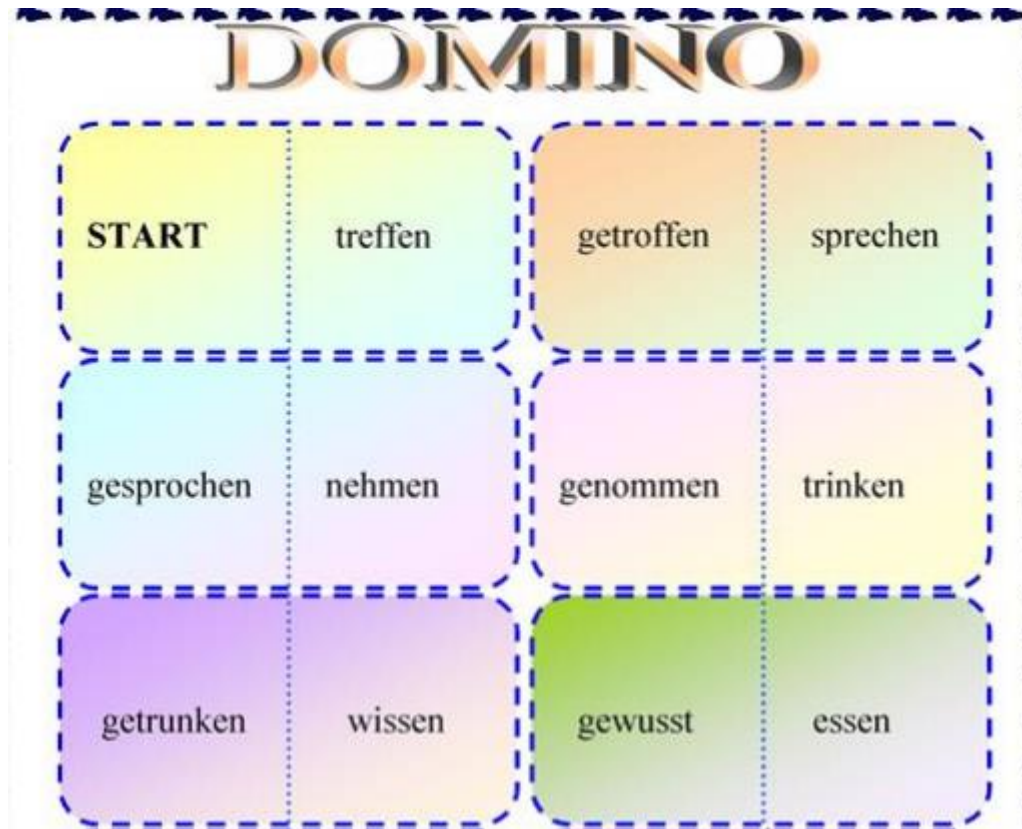 DOMINO
START treffen getroffen sprechen
gesprochen nehmen genommen trinken
getrunken wissen gewusst essen